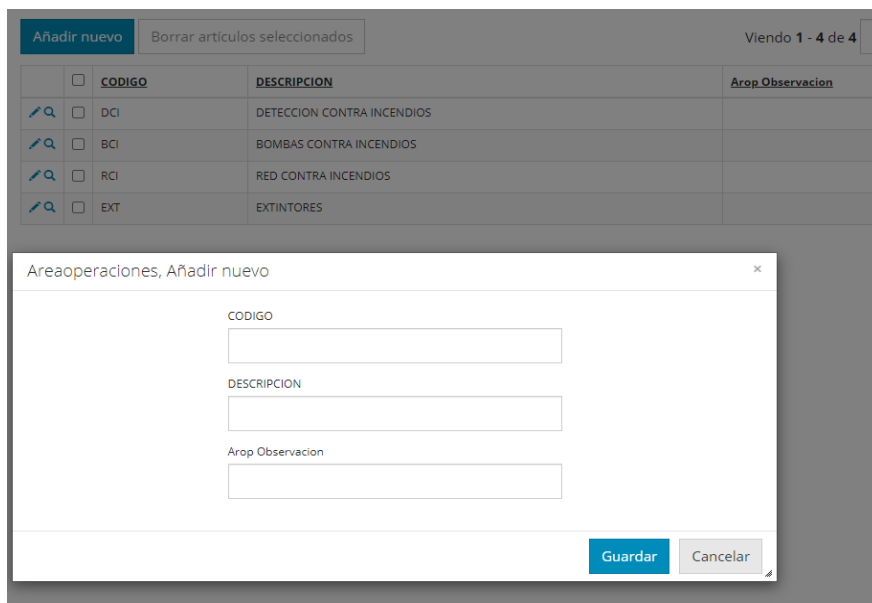 Añadir nuevo Borrar artículos seleccionados Viendo 1 - 4 de 4
CODIGO DESCRIPCION Arop Observacion
DCI DETECCION CONTRA INCENDIOS
BCI BOMBAS CONTRA INCENDIOS
RCI RED CONTRA INCENDIOS
EXT EXTINTORES
Areaoperaciones, Añadir nuevo ×
CODIGO
DESCRIPCION
Arop Observacion
Guardar Cancelar